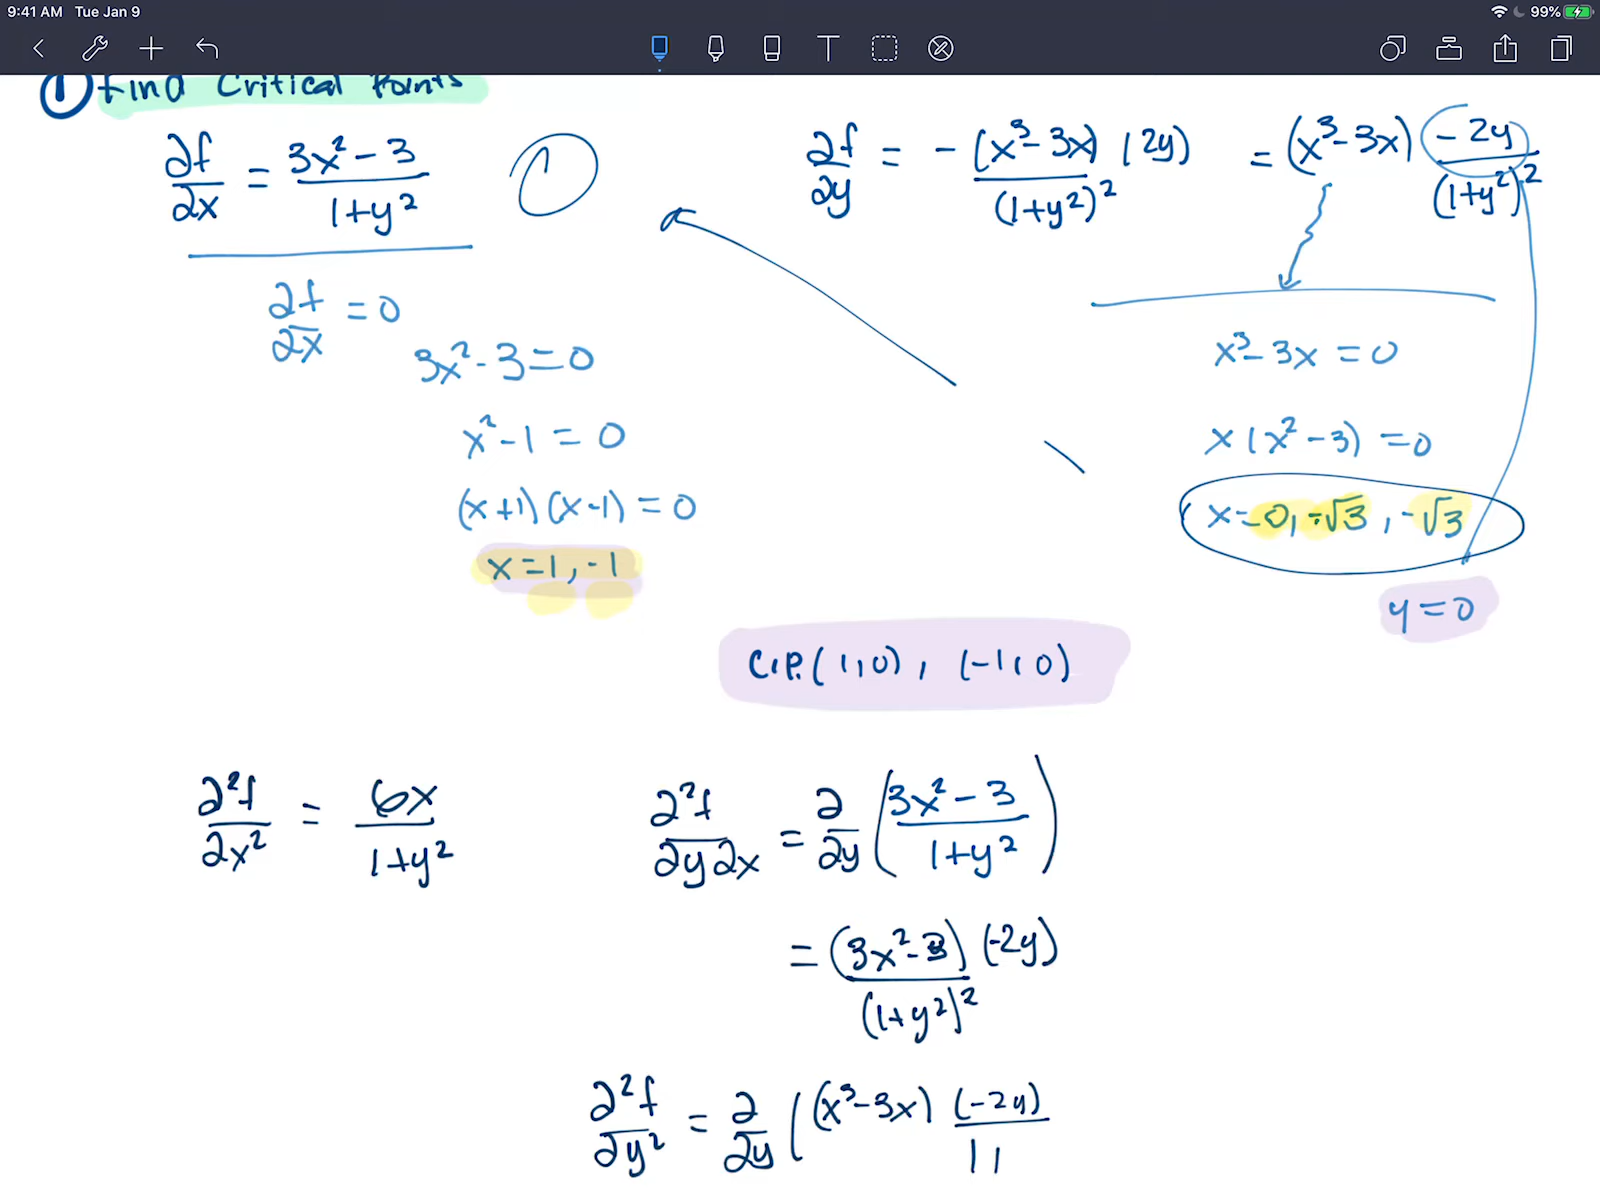 9:41 AM Tue Jan 9
99%
① Find Critical Points
∂f/∂x = (3x² - 3)/(1+y²) ①
∂f/∂y = - (x³ - 3x)(2y)/(1+y²)² = (x³ - 3x) - 2y/(1+y²)²
∂f/∂x = 0
3x² - 3 = 0
x² - 1 = 0
(x+1)(x-1) = 0
x = 1, -1
x³ - 3x = 0
x(x² - 3) = 0
x = 0, √3, -√3
y = 0
C.P. (1,0), (-1,0)
∂²f/∂x² = 6x/(1+y²)
∂²f/∂y∂x = ∂/∂y ((3x² - 3)/(1+y²))
= (3x² - 3)(-2y)/(1+y²)²
∂²f/∂y² = ∂/∂y ((x³ - 3x) (-2y)/(1